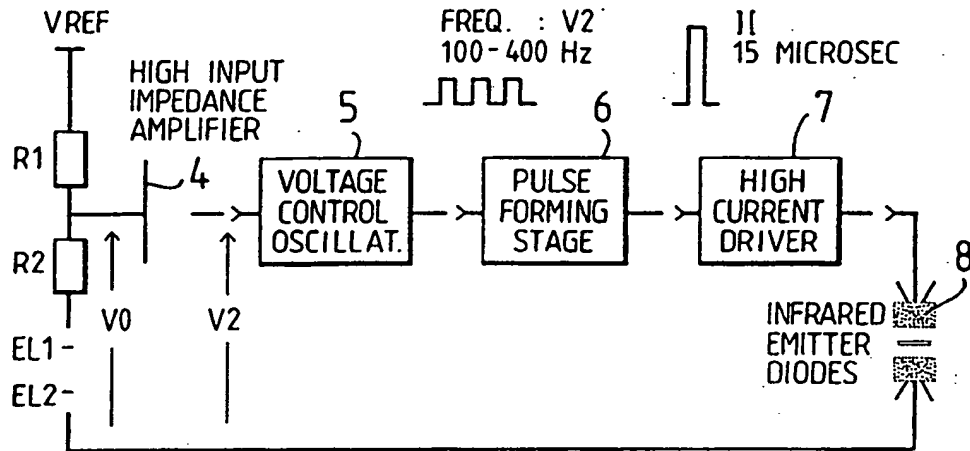 VREF
HIGH INPUT
IMPEDANCE
AMPLIFIER
FREQ. : V2
100-400 Hz
15 MICROSEC
R1
4
5
6
7
VOLTAGE
CONTROL
OSCILLAT.
PULSE
FORMING
STAGE
HIGH
CURRENT
DRIVER
R2
V0
V2
8
INFRARED
EMITTER
DIODES
EL1
EL2